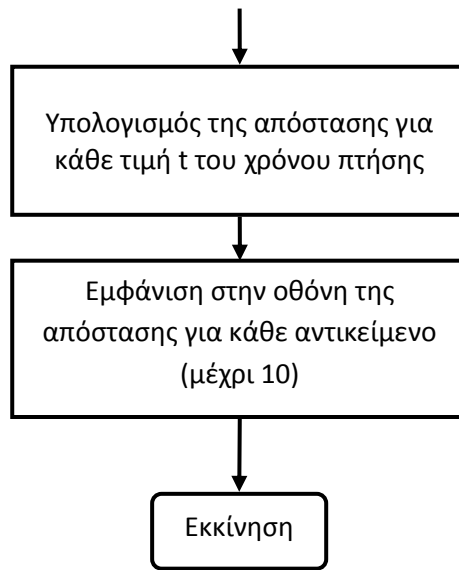 Υπολογισμός της απόστασης για
κάθε τιμή t του χρόνου πτήσης
Εμφάνιση στην οθόνη της
απόστασης για κάθε αντικείμενο
(μέχρι 10)
Εκκίνηση